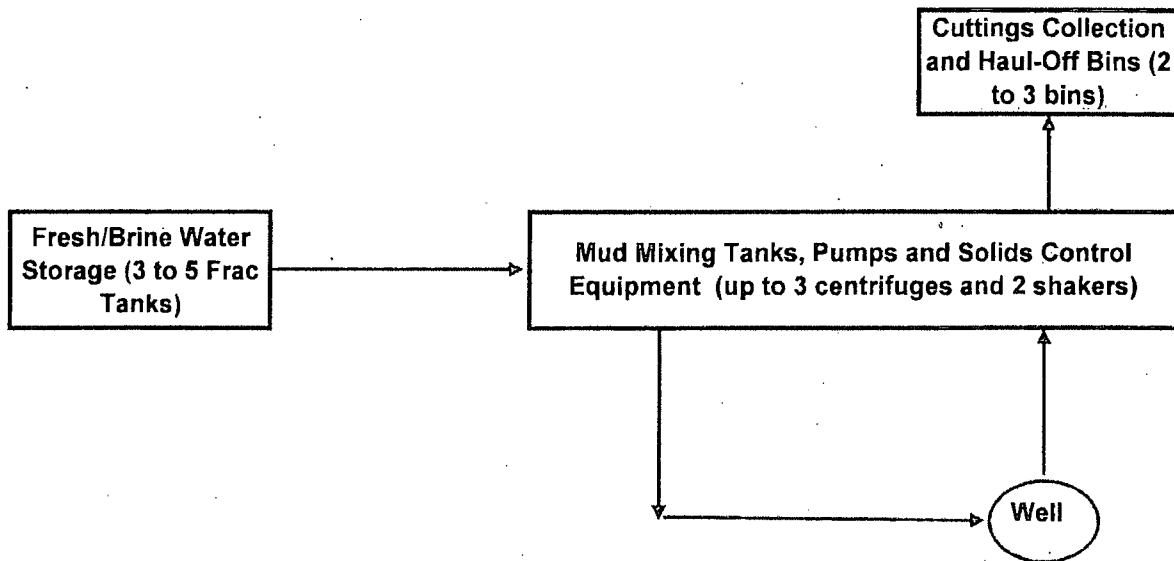 Cuttings Collection
and Haul-Off Bins (2
to 3 bins)
Fresh/Brine Water
Storage (3 to 5 Frac
Tanks)
Mud Mixing Tanks, Pumps and Solids Control
Equipment (up to 3 centrifuges and 2 shakers)
Well